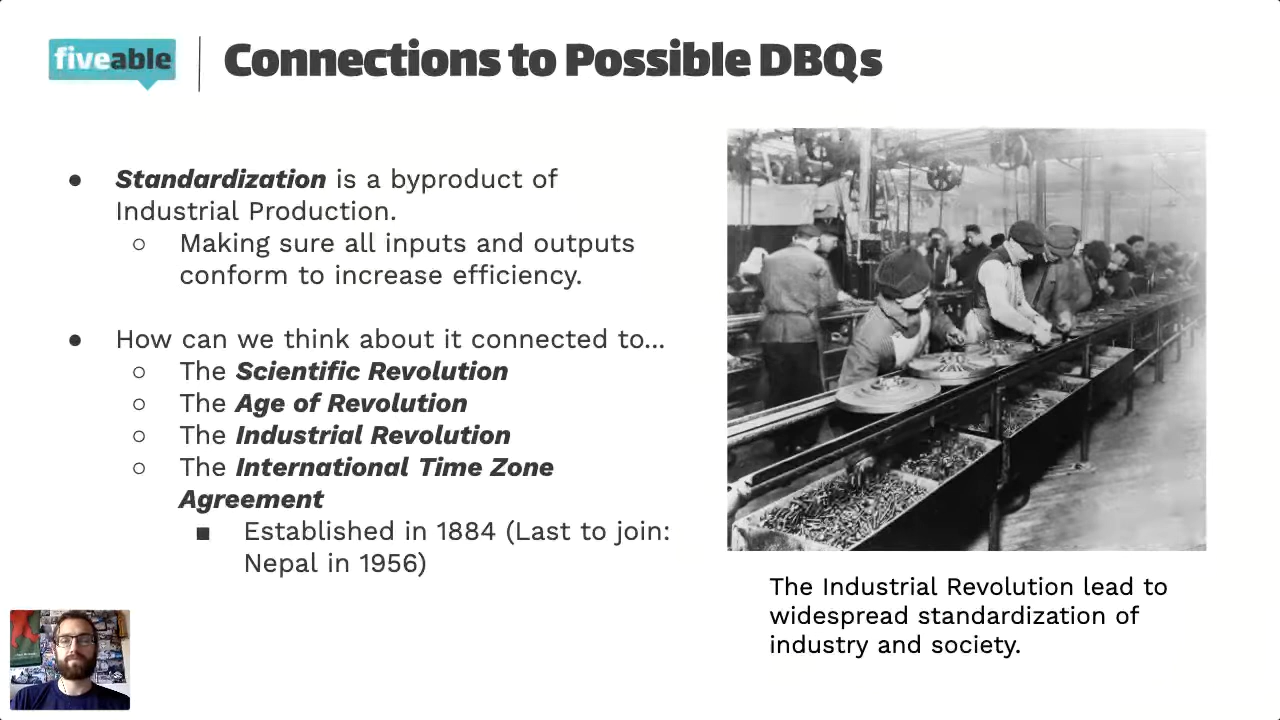 fiveable
Connections to Possible DBQs
● Standardization is a byproduct of
Industrial Production.
○ Making sure all inputs and outputs
conform to increase efficiency.
● How can we think about it connected to...
○ The Scientific Revolution
○ The Age of Revolution
○ The Industrial Revolution
○ The International Time Zone
Agreement
■ Established in 1884 (Last to join:
Nepal in 1956)
The Industrial Revolution lead to
widespread standardization of
industry and society.